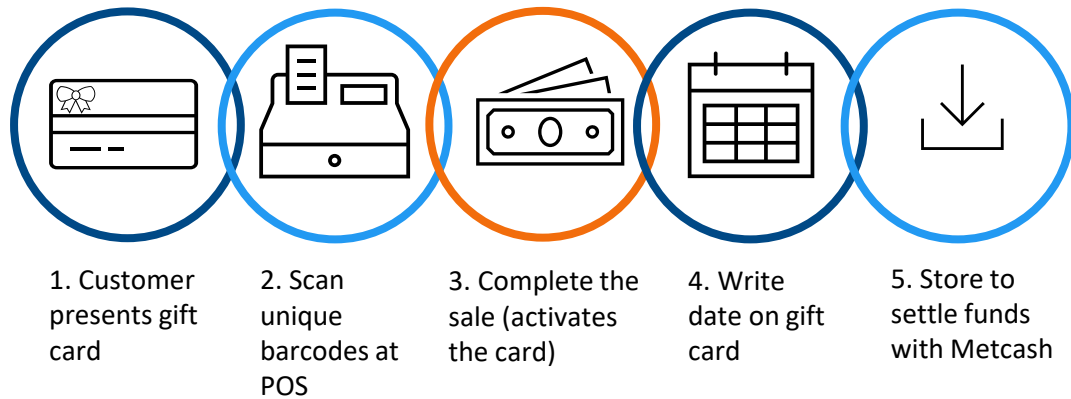 1. Customer
presents gift
card
2. Scan
unique
barcodes at
POS
3. Complete the
sale (activates
the card)
4. Write
date on gift
card
5. Store to
settle funds
with Metcash